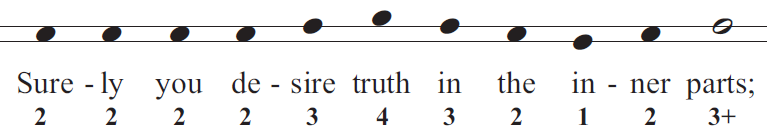 Sure - ly you de - sire truth in the in - ner parts;
2 2 2 2 3 4 3 2 1 2 3+